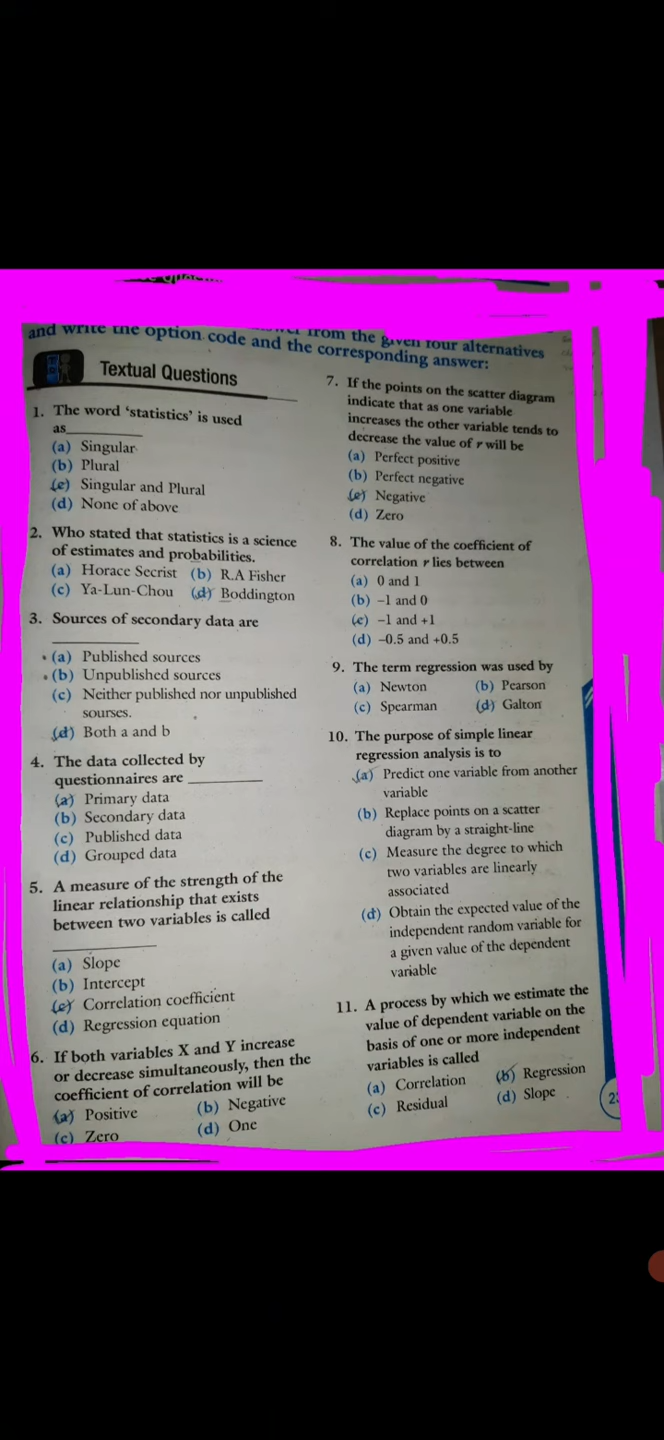 and write the option code and the corresponding answer:
from the given four alternatives
Textual Questions
1. The word ‘statistics’ is used
as
(a) Singular
(b) Plural
(c) Singular and Plural
(d) None of above
2. Who stated that statistics is a science
of estimates and probabilities.
(a) Horace Secrist (b) R.A Fisher
(c) Ya-Lun-Chou (d) Boddington
3. Sources of secondary data are
(a) Published sources
(b) Unpublished sources
(c) Neither published nor unpublished
sourses.
(d) Both a and b
4. The data collected by
questionnaires are
(a) Primary data
(b) Secondary data
(c) Published data
(d) Grouped data
5. A measure of the strength of the
linear relationship that exists
between two variables is called
(a) Slope
(b) Intercept
(c) Correlation coefficient
(d) Regression equation
6. If both variables X and Y increase
or decrease simultaneously, then the
coefficient of correlation will be
(a) Positive (b) Negative
(c) Zero (d) One
7. If the points on the scatter diagram
indicate that as one variable
increases the other variable tends to
decrease the value of r will be
(a) Perfect positive
(b) Perfect negative
(c) Negative
(d) Zero
8. The value of the coefficient of
correlation r lies between
(a) 0 and 1
(b) –1 and 0
(c) –1 and +1
(d) –0.5 and +0.5
9. The term regression was used by
(a) Newton (b) Pearson
(c) Spearman (d) Galton
10. The purpose of simple linear
regression analysis is to
(a) Predict one variable from another
variable
(b) Replace points on a scatter
diagram by a straight-line
(c) Measure the degree to which
two variables are linearly
associated
(d) Obtain the expected value of the
independent random variable for
a given value of the dependent
variable
11. A process by which we estimate the
value of dependent variable on the
basis of one or more independent
variables is called
(a) Correlation (b) Regression
(c) Residual (d) Slope